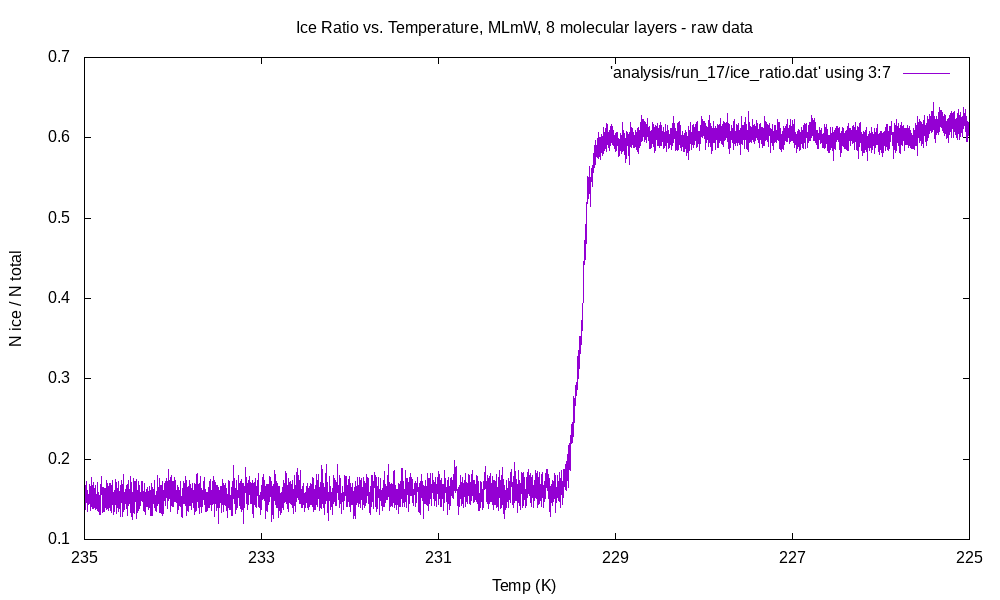 Ice Ratio vs. Temperature, MLmW, 8 molecular layers - raw data
'analysis/run_17/ice_ratio.dat' using 3:7
N ice / N total
0.7
0.6
0.5
0.4
0.3
0.2
0.1
235 233 231 229 227 225
Temp (K)